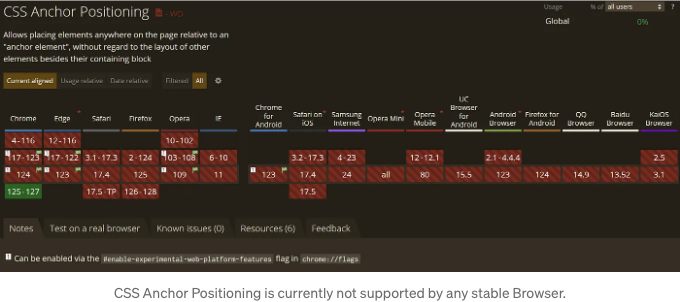 CSS Anchor Positioning - WD
Usage % of all users ?
Global 0%
Allows placing elements anywhere on the page relative to an
"anchor element", without regard to the layout of other
elements besides their containing block
Current aligned Usage relative Date relative Filtered All
Chrome Edge Safari Firefox Opera IE Chrome for Android Safari on iOS Samsung Internet Opera Mini Opera Mobile UC Browser for Android Android Browser Firefox for Android QQ Browser Baidu Browser KaiOS Browser
4-116 12-116 10-102
1 117-123 1 117-122 3.1-17.3 2-124 1 103-108 6-10 3.2-17.3 4-23 12-12.1 2.1-4.4.4 2.5
1 124 1 123 17.4 125 1 109 11 1 123 17.4 24 all 80 15.5 123 124 14.9 13.52 3.1
125-127 17.5-TP 126-128 17.5
Notes Test on a real browser Known issues (0) Resources (6) Feedback
1 Can be enabled via the #enable-experimental-web-platform-features flag in chrome://flags
CSS Anchor Positioning is currently not supported by any stable Browser.